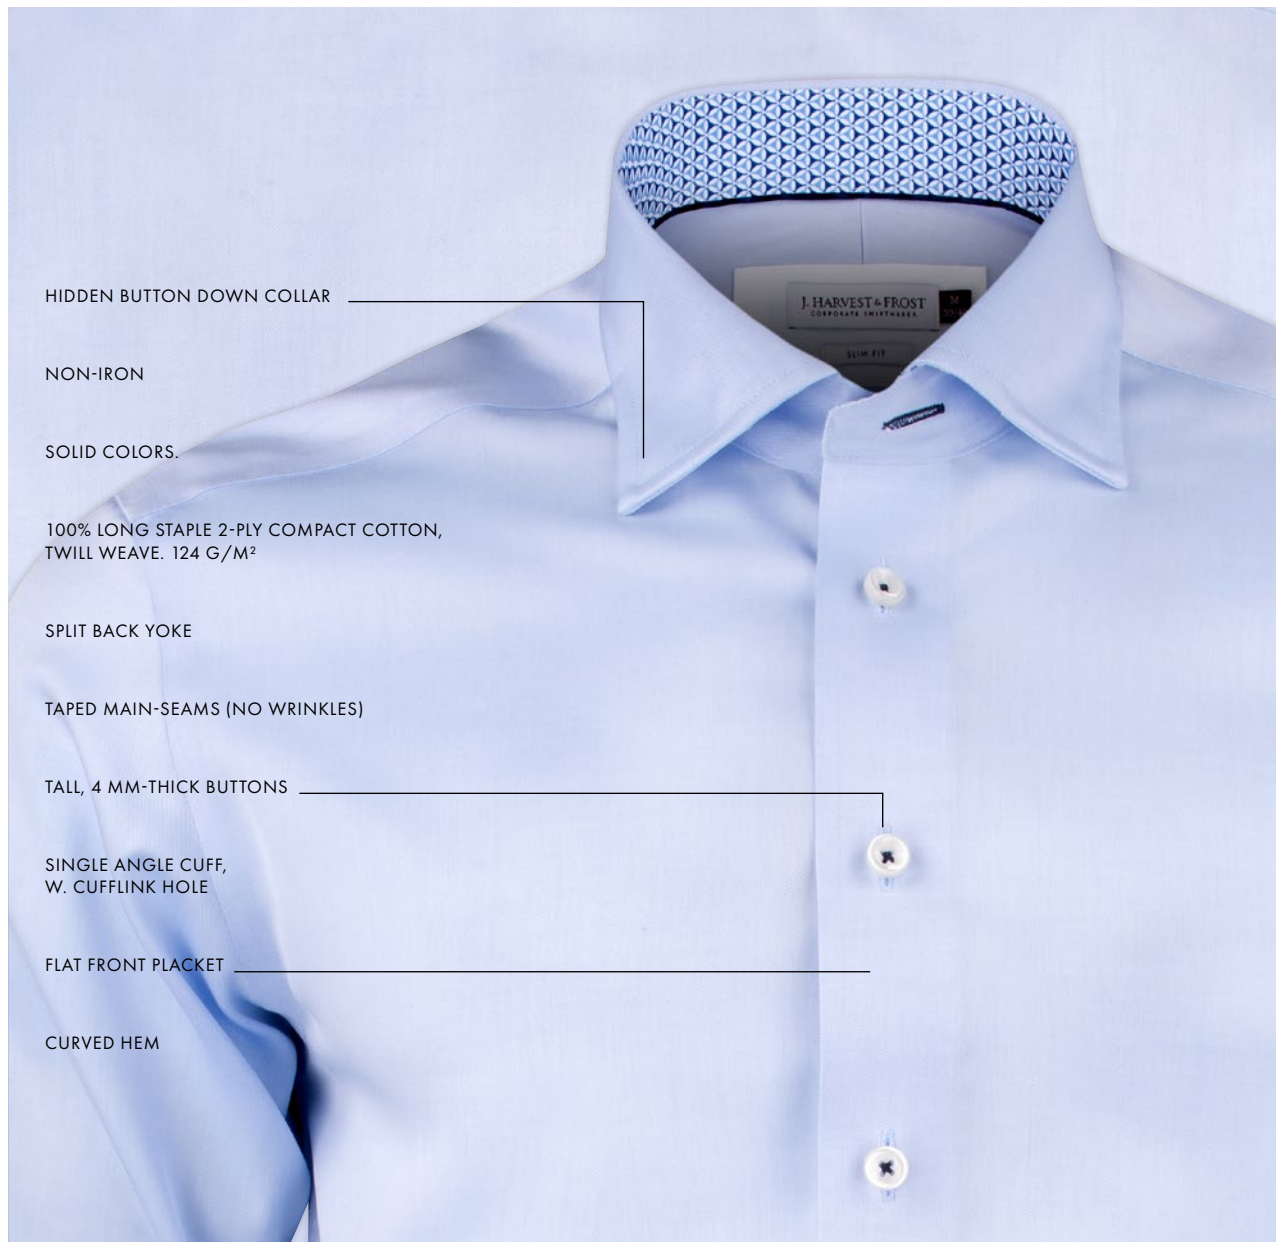 HIDDEN BUTTON DOWN COLLAR
J. HARVEST & FROST
CORPORATE SHIRTMAKER
M
SLIM FIT
NON-IRON
SOLID COLORS.
100% LONG STAPLE 2-PLY COMPACT COTTON,
TWILL WEAVE. 124 G/M²
SPLIT BACK YOKE
TAPED MAIN-SEAMS (NO WRINKLES)
TALL, 4 MM-THICK BUTTONS
SINGLE ANGLE CUFF,
W. CUFFLINK HOLE
FLAT FRONT PLACKET
CURVED HEM